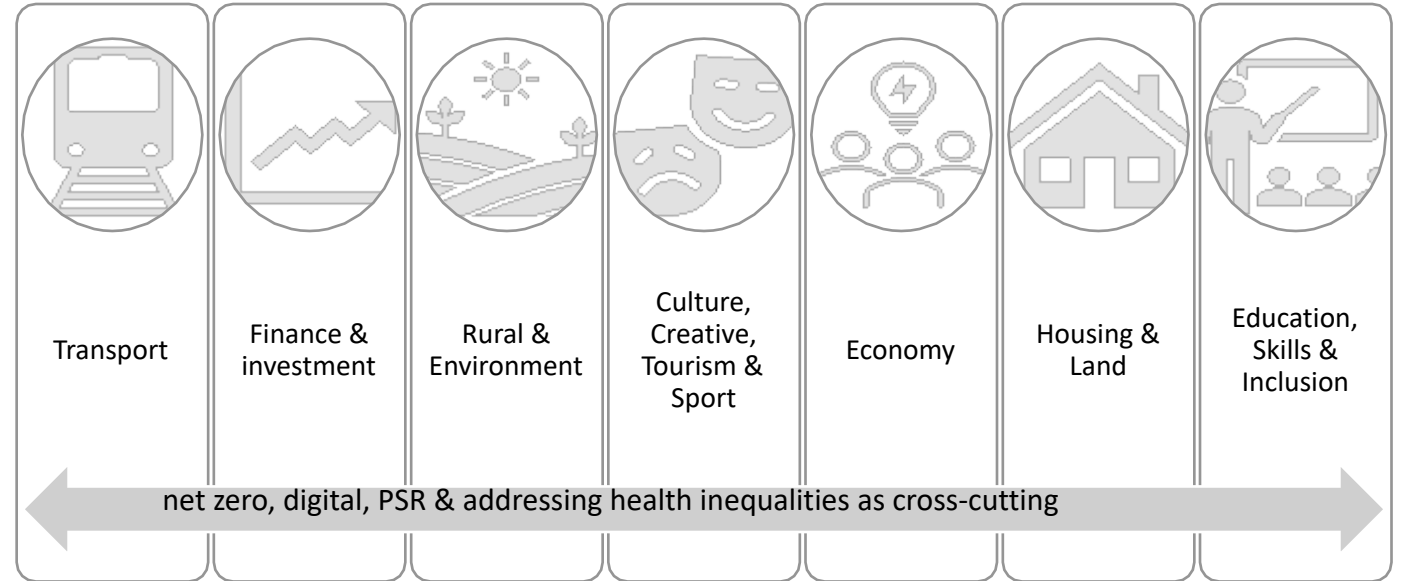 Transport
Finance &
investment
Rural &
Environment
Culture,
Creative,
Tourism &
Sport
Economy
Housing &
Land
Education,
Skills &
Inclusion
net zero, digital, PSR & addressing health inequalities as cross-cutting